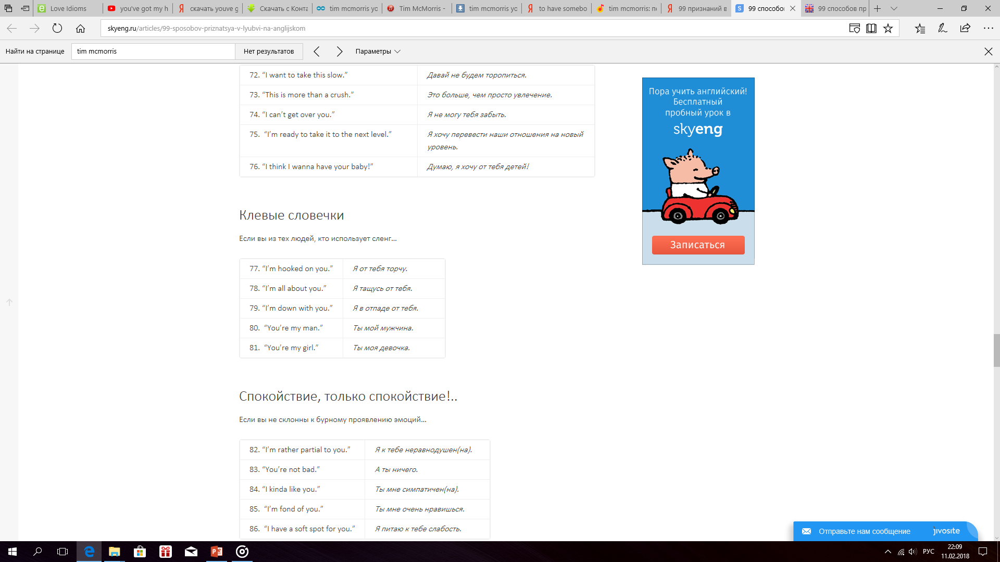 Love Idioms
you've got my h
скачать youve g
Скачать с Конта
tim mcmorris yo
Tim McMorris -
tim mcmorris yo
to have somebo
tim mcmorris: по
99 признаний в
99 способо
99 способов пр
skyeng.ru/articles/99-sposobov-priznatsya-v-lyubvi-na-anglijskom
Найти на странице
tim mcmorris
Нет результатов
Параметры
72. “I want to take this slow.” Давай не будем торопиться.
73. “This is more than a crush.” Это больше, чем просто увлечение.
74. “I can’t get over you.” Я не могу тебя забыть.
75. “I’m ready to take it to the next level.” Я хочу перевести наши отношения на новый
уровень.
76. “I think I wanna have your baby!” Думаю, я хочу от тебя детей!
Клевые словечки
Если вы из тех людей, кто использует сленг...
77. “I’m hooked on you.” Я от тебя торчу.
78. “I’m all about you.” Я тащусь от тебя.
79. “I’m down with you.” Я в отпаде от тебя.
80. “You’re my man.” Ты мой мужчина.
81. “You’re my girl.” Ты моя девочка.
Спокойствие, только спокойствие!..
Если вы не склонны к бурному проявлению эмоций...
82. “I’m rather partial to you.” Я к тебе неравнодушен(на).
83. “You’re not bad.” А ты ничего.
84. “I kinda like you.” Ты мне симпатичен(на).
85. “I’m fond of you.” Ты мне очень нравишься.
86. “I have a soft spot for you.” Я питаю к тебе слабость.
Пора учить английский!
Бесплатный
пробный урок в
skyeng
Записаться
Отправьте нам сообщение
jivosite
РУС
22:09
11.02.2018